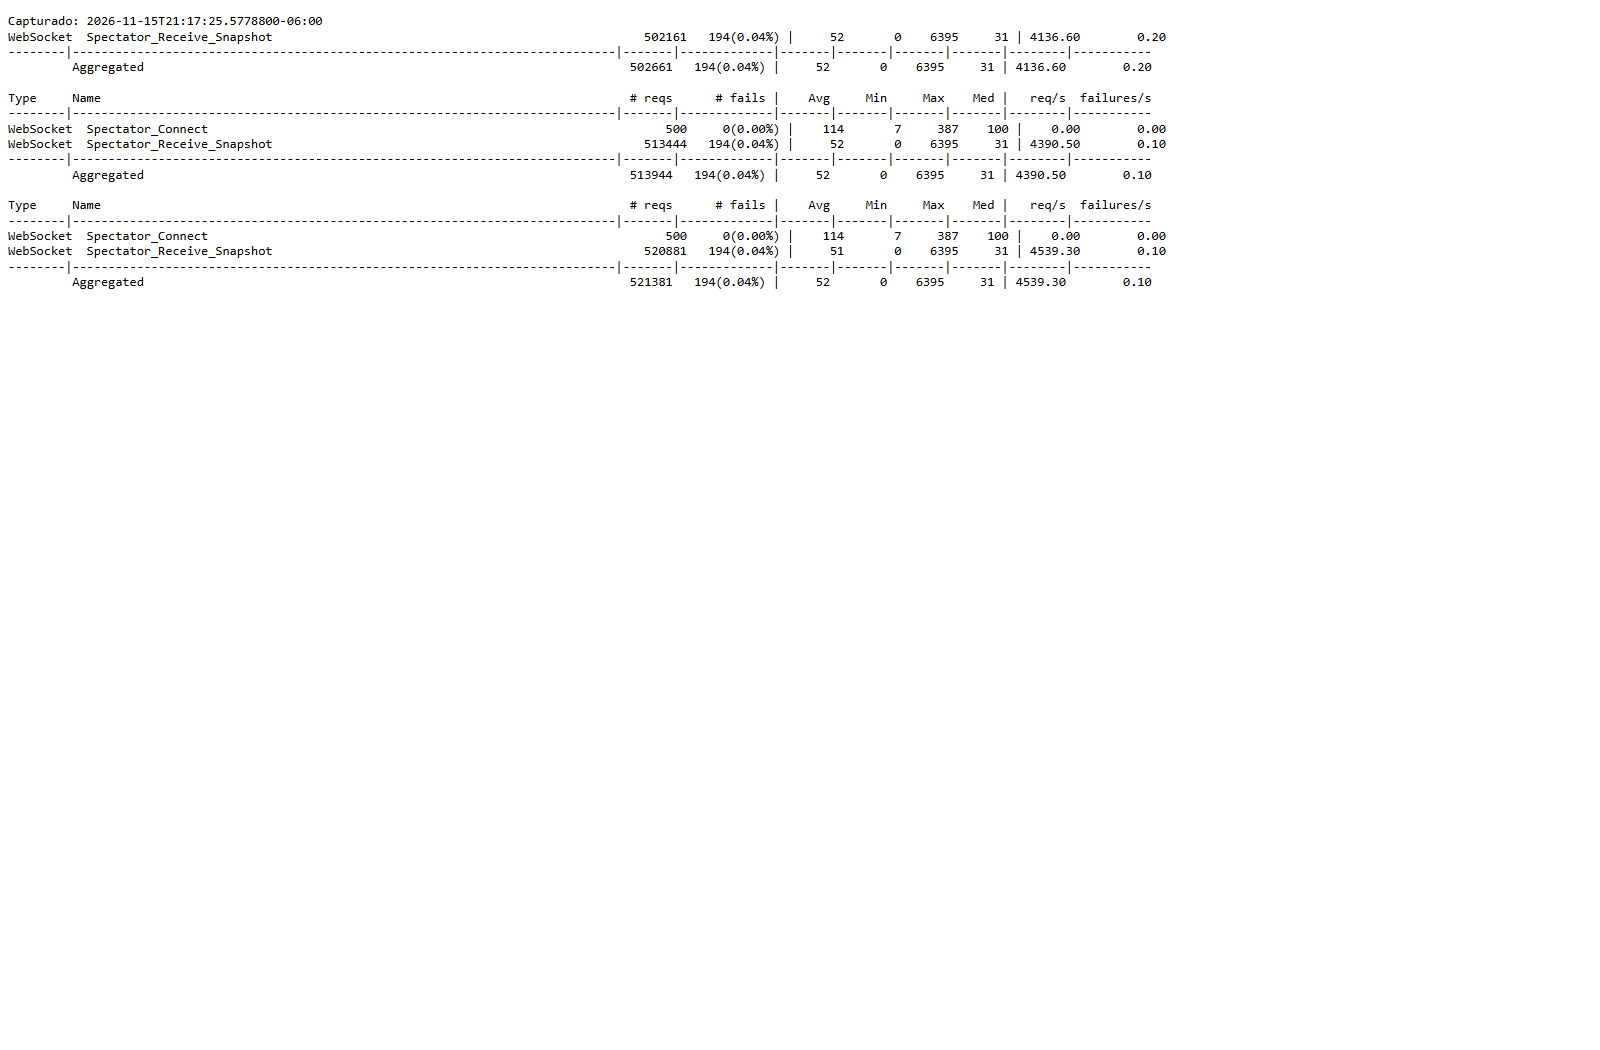 Capturado: 2026-11-15T21:17:25.5778800-06:00
WebSocket  Spectator_Receive_Snapshot                                                    502161   194(0.04%) |     52       0    6395     31 | 4136.60        0.20
--------|----------------------------------------------------------------------------|-------|-------------|-------|-------|-------|-------|--------|-----------
         Aggregated                                                                    502661   194(0.04%) |     52       0    6395     31 | 4136.60        0.20
Type     Name                                                                          # reqs      # fails |    Avg     Min     Max    Med |   req/s  failures/s
--------|----------------------------------------------------------------------------|-------|-------------|-------|-------|-------|-------|--------|-----------
WebSocket  Spectator_Connect                                                                500     0(0.00%) |    114       7     387    100 |    0.00        0.00
WebSocket  Spectator_Receive_Snapshot                                                    513444   194(0.04%) |     52       0    6395     31 | 4390.50        0.10
--------|----------------------------------------------------------------------------|-------|-------------|-------|-------|-------|-------|--------|-----------
         Aggregated                                                                    513944   194(0.04%) |     52       0    6395     31 | 4390.50        0.10
Type     Name                                                                          # reqs      # fails |    Avg     Min     Max    Med |   req/s  failures/s
--------|----------------------------------------------------------------------------|-------|-------------|-------|-------|-------|-------|--------|-----------
WebSocket  Spectator_Connect                                                                500     0(0.00%) |    114       7     387    100 |    0.00        0.00
WebSocket  Spectator_Receive_Snapshot                                                    520881   194(0.04%) |     51       0    6395     31 | 4539.30        0.10
--------|----------------------------------------------------------------------------|-------|-------------|-------|-------|-------|-------|--------|-----------
         Aggregated                                                                    521381   194(0.04%) |     52       0    6395     31 | 4539.30        0.10